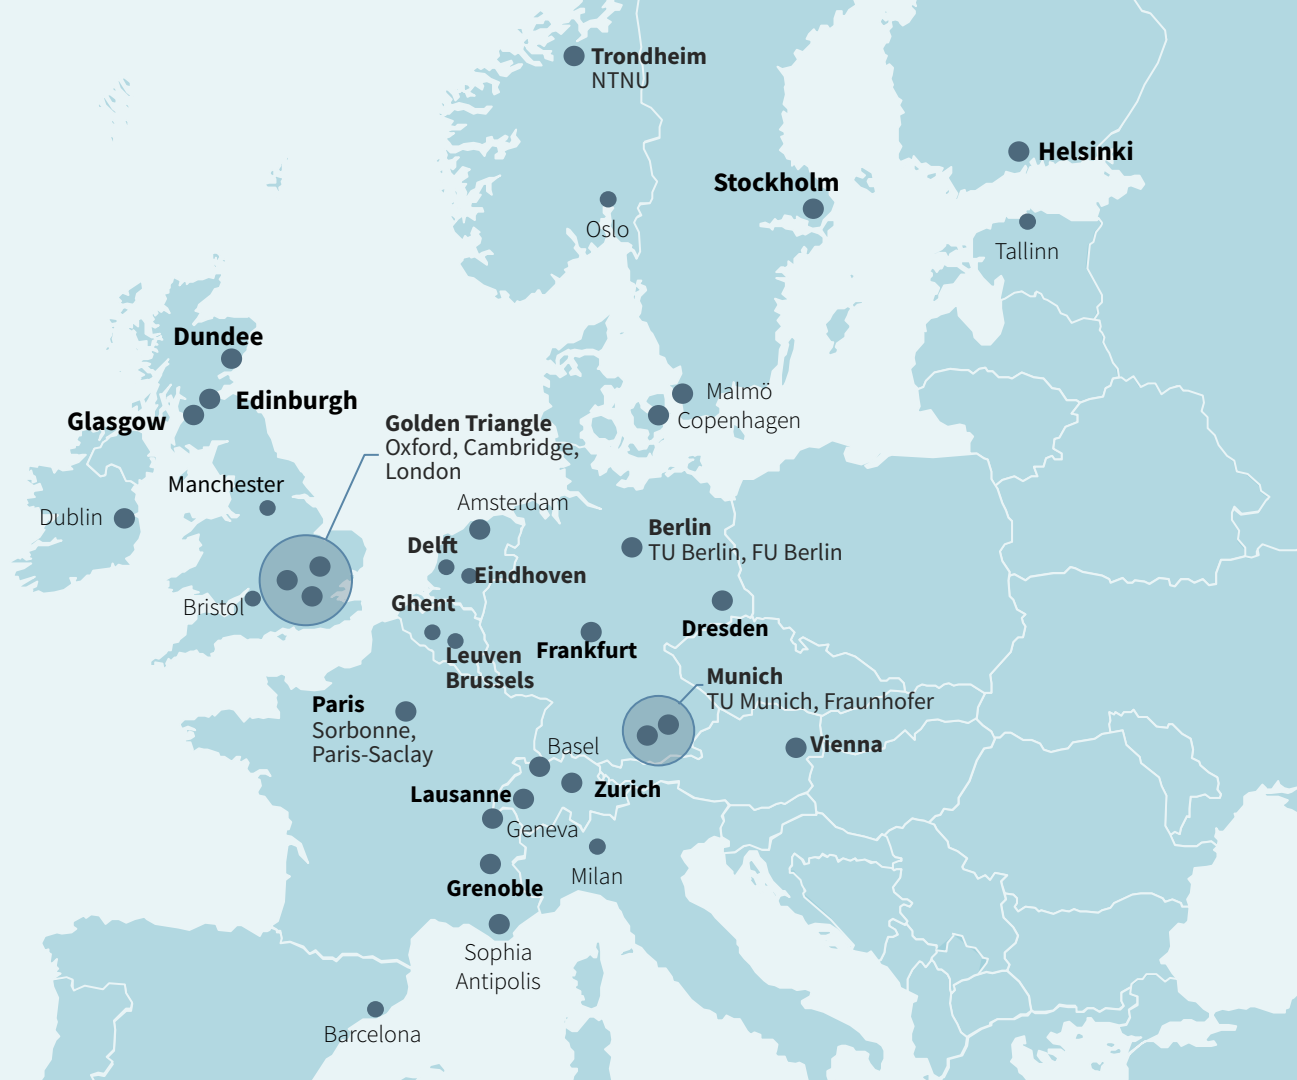 Trondheim
NTNU
Helsinki
Stockholm
Oslo
Tallinn
Dundee
Edinburgh
Glasgow
Malmö
Copenhagen
Golden Triangle
Oxford, Cambridge,
London
Manchester
Dublin
Amsterdam
Delft
Eindhoven
Berlin
TU Berlin, FU Berlin
Bristol
Ghent
Leuven
Brussels
Frankfurt
Dresden
Munich
TU Munich, Fraunhofer
Paris
Sorbonne,
Paris-Saclay
Basel
Vienna
Lausanne
Zurich
Geneva
Milan
Grenoble
Sophia
Antipolis
Barcelona